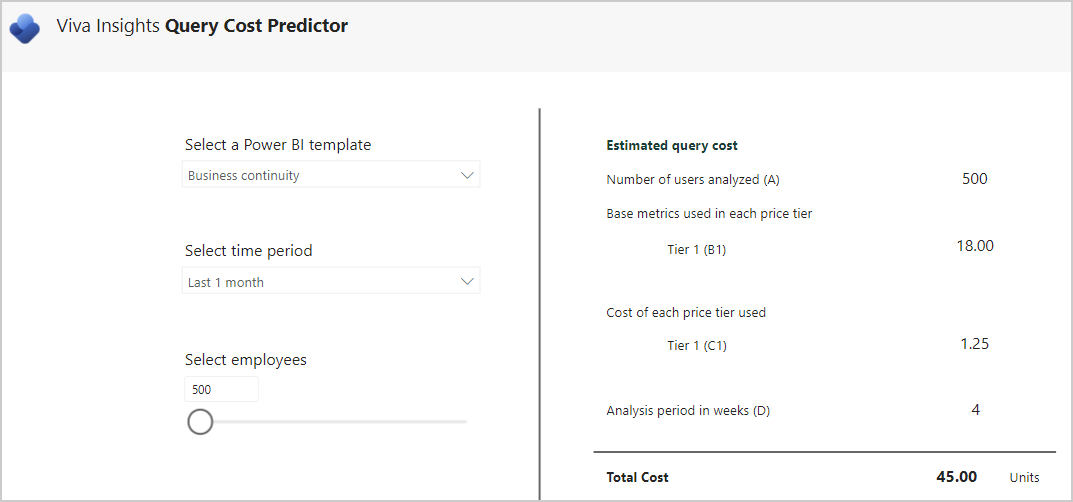 Viva Insights Query Cost Predictor
Select a Power BI template
Business continuity
Select time period
Last 1 month
Select employees
500
Estimated query cost
Number of users analyzed (A) 500
Base metrics used in each price tier
Tier 1 (B1) 18.00
Cost of each price tier used
Tier 1 (C1) 1.25
Analysis period in weeks (D) 4
Total Cost 45.00 Units